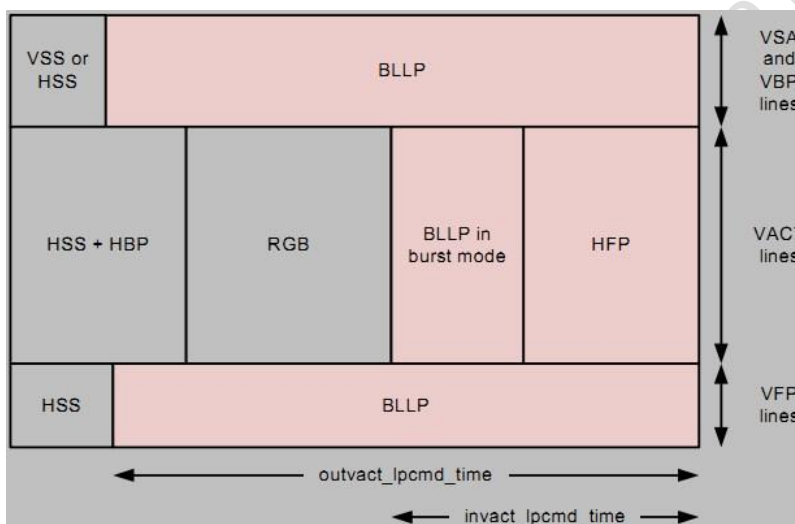 VSS or
HSS
BLLP
VSA
and
VBP
lines
HSS + HBP
RGB
BLLP in
burst mode
HFP
VACT
lines
HSS
BLLP
VFP
lines
outvact_lpcmd_time
invact_lpcmd_time